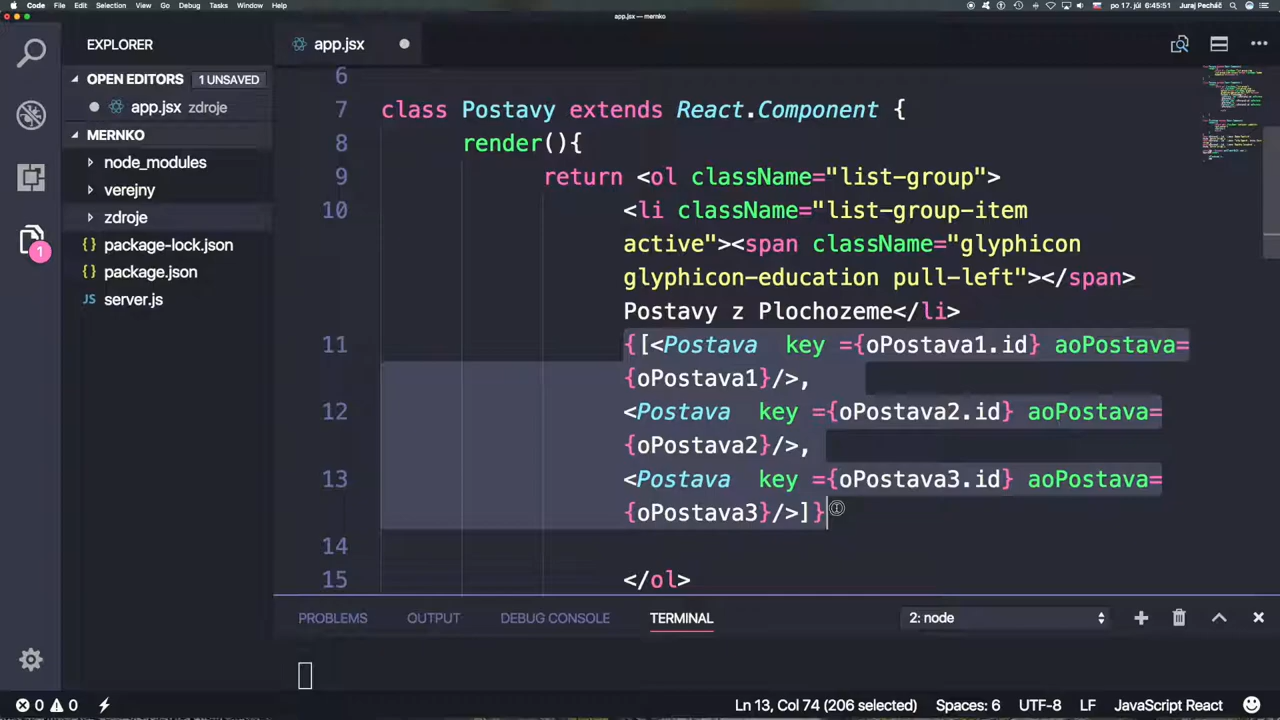 Code File Edit Selection View Go Debug Tasks Window Help
po 17. júl 6:45:51 Juraj Pecháč
app.jsx — mernko
EXPLORER
OPEN EDITORS 1 UNSAVED
app.jsx zdroje
MERNKO
node_modules
verejny
zdroje
package-lock.json
package.json
JS server.js
1
app.jsx
6
7 class Postavy extends React.Component {
8 render(){
9 return <ol className="list-group">
10 <li className="list-group-item
active"><span className="glyphicon
glyphicon-education pull-left"></span>
Postavy z Plochozeme</li>
11 {[<Postava key ={oPostava1.id} aoPostava=
{oPostava1}/>,
12 <Postava key ={oPostava2.id} aoPostava=
{oPostava2}/>,
13 <Postava key ={oPostava3.id} aoPostava=
{oPostava3}/>]}
14
15 </ol>
PROBLEMS OUTPUT DEBUG CONSOLE TERMINAL 2: node
0 0 Ln 13, Col 74 (206 selected) Spaces: 6 UTF-8 LF JavaScript React